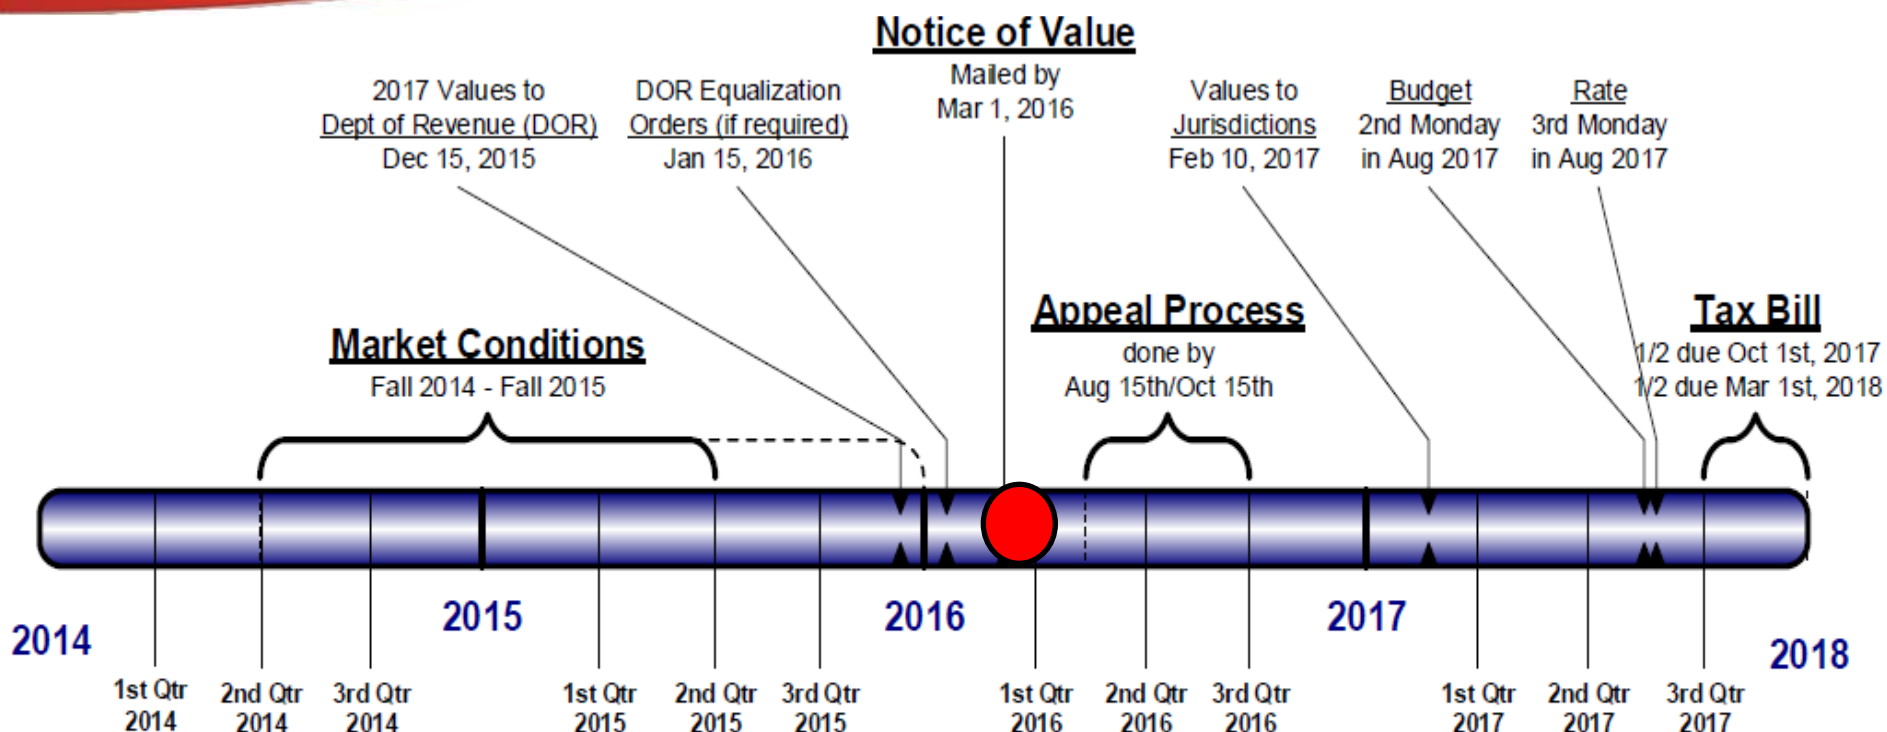 Notice of Value
Mailed by
Mar 1, 2016
2017 Values to
Dept of Revenue (DOR)
Dec 15, 2015
DOR Equalization
Orders (if required)
Jan 15, 2016
Values to
Jurisdictions
Feb 10, 2017
Budget
2nd Monday
in Aug 2017
Rate
3rd Monday
in Aug 2017
Market Conditions
Fall 2014 - Fall 2015
Appeal Process
done by
Aug 15th/Oct 15th
Tax Bill
1/2 due Oct 1st, 2017
1/2 due Mar 1st, 2018
2014
2015
2016
2017
2018
1st Qtr
2014
2nd Qtr
2014
3rd Qtr
2014
1st Qtr
2015
2nd Qtr
2015
3rd Qtr
2015
1st Qtr
2016
2nd Qtr
2016
3rd Qtr
2016
1st Qtr
2017
2nd Qtr
2017
3rd Qtr
2017